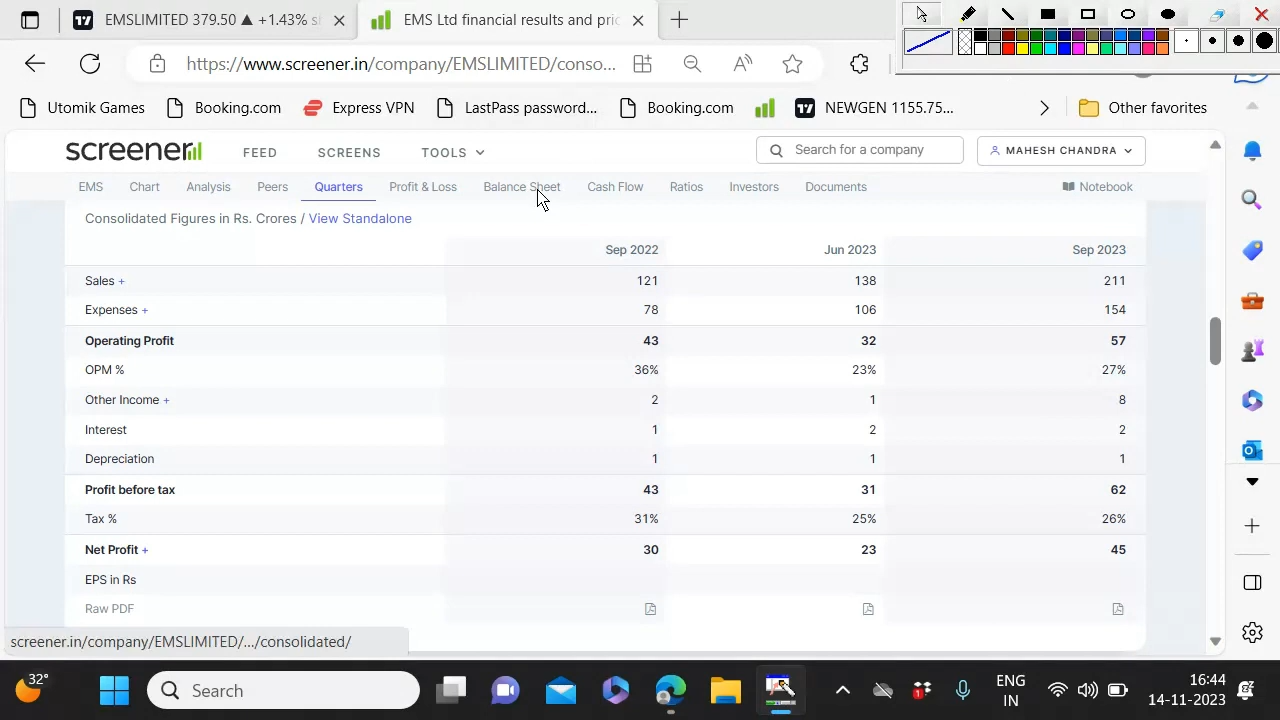 EMSLIMITED 379.50 ▲ +1.43%
EMS Ltd financial results and pric
https://www.screener.in/company/EMSLIMITED/conso...
Utomik Games
Booking.com
Express VPN
LastPass password...
Booking.com
NEWGEN 1155.75...
Other favorites
screener
FEED
SCREENS
TOOLS
Search for a company
MAHESH CHANDRA
EMS Chart Analysis Peers Quarters Profit & Loss Balance Sheet Cash Flow Ratios Investors Documents Notebook
Consolidated Figures in Rs. Crores / View Standalone
Sep 2022 Jun 2023 Sep 2023
Sales + 121 138 211
Expenses + 78 106 154
Operating Profit 43 32 57
OPM % 36% 23% 27%
Other Income + 2 1 8
Interest 1 2 2
Depreciation 1 1 1
Profit before tax 43 31 62
Tax % 31% 25% 26%
Net Profit + 30 23 45
EPS in Rs
Raw PDF
screener.in/company/EMSLIMITED/.../consolidated/
32°
Search
ENG
IN
16:44
14-11-2023